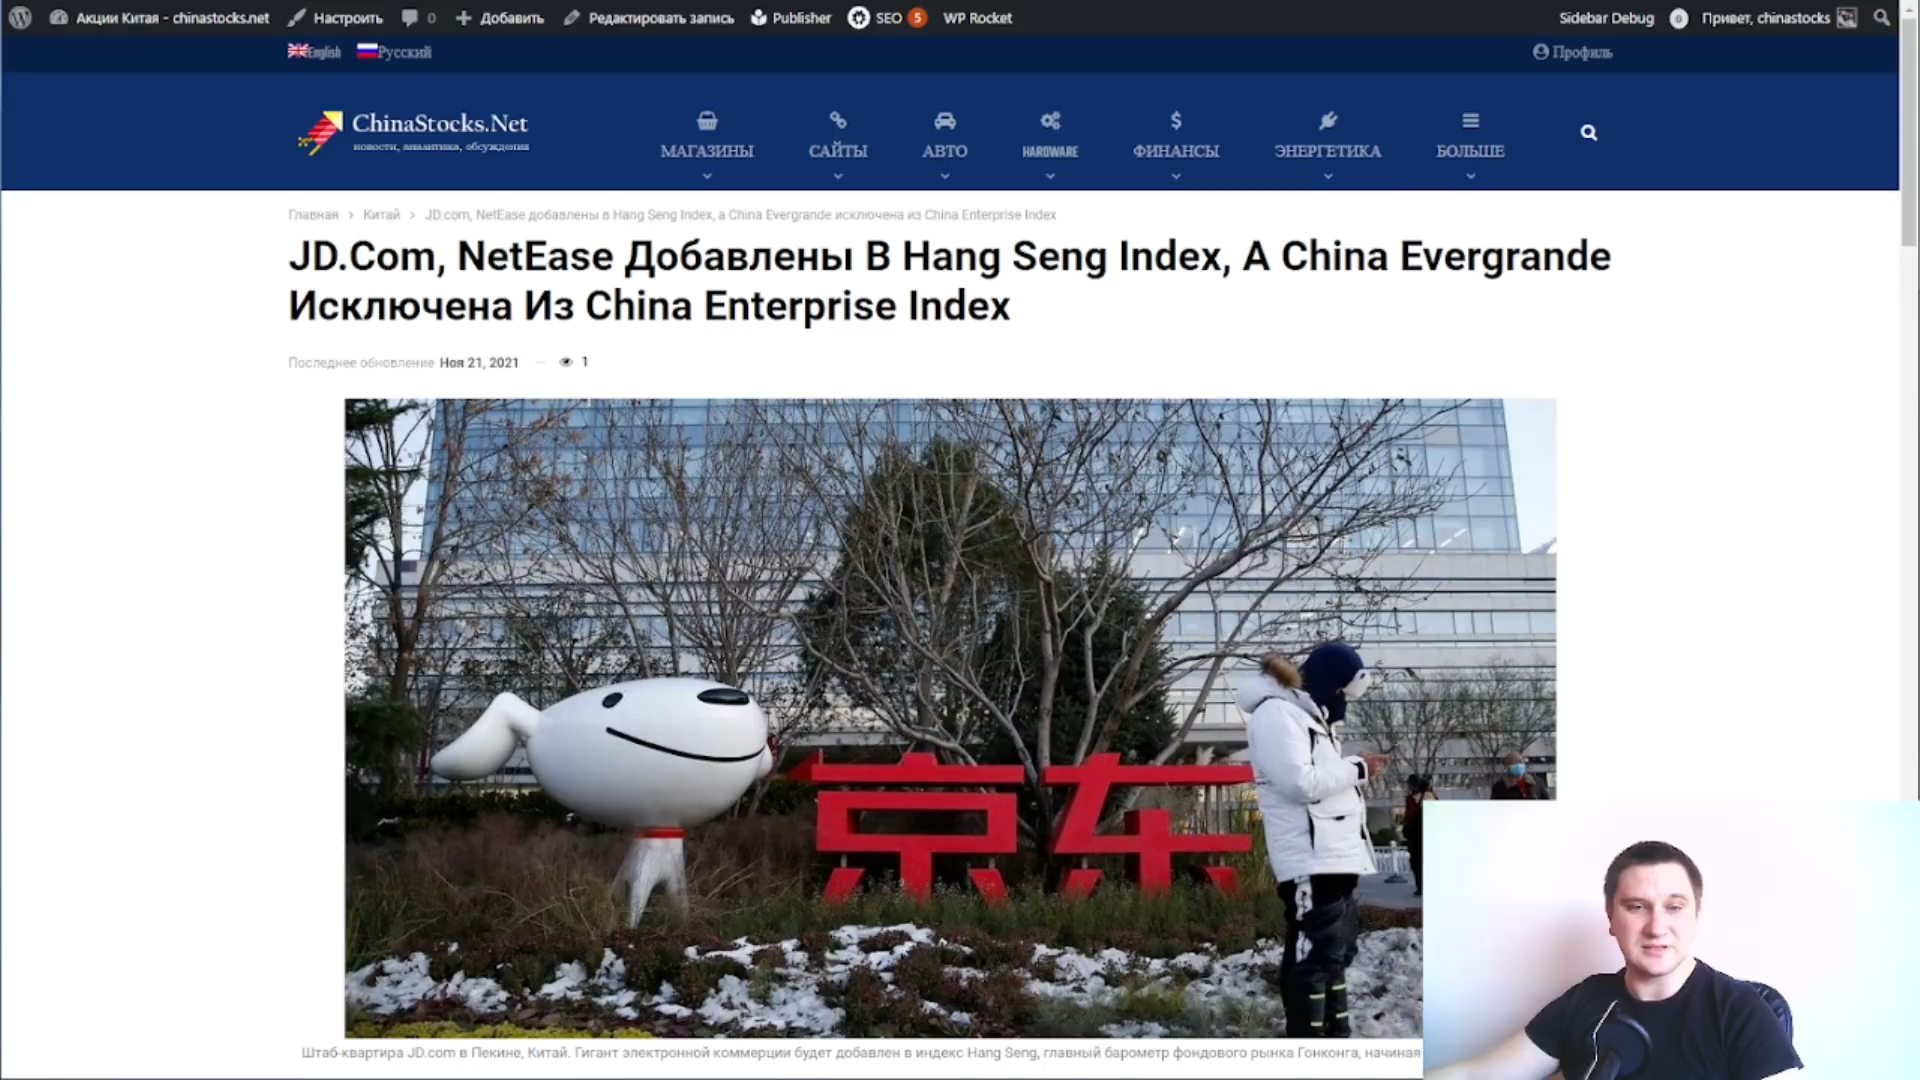 Акции Китая - chinastocks.net
Настроить
0
Добавить
Редактировать запись
Publisher
SEO
5
WP Rocket
Sidebar Debug
0
Привет, chinastocks
English
Русский
Профиль
ChinaStocks.Net
новости, аналитика, обсуждения
МАГАЗИНЫ
САЙТЫ
АВТО
HARDWARE
ФИНАНСЫ
ЭНЕРГЕТИКА
БОЛЬШЕ
Главная > Китай > JD.com, NetEase добавлены в Hang Seng Index, а China Evergrande исключена из China Enterprise Index
JD.Com, NetEase Добавлены В Hang Seng Index, А China Evergrande
Исключена Из China Enterprise Index
Последнее обновление Ноя 21, 2021 — 1
京东
Штаб-квартира JD.com в Пекине, Китай. Гигант электронной коммерции будет добавлен в индекс Hang Seng, главный барометр фондового рынка Гонконга, начиная